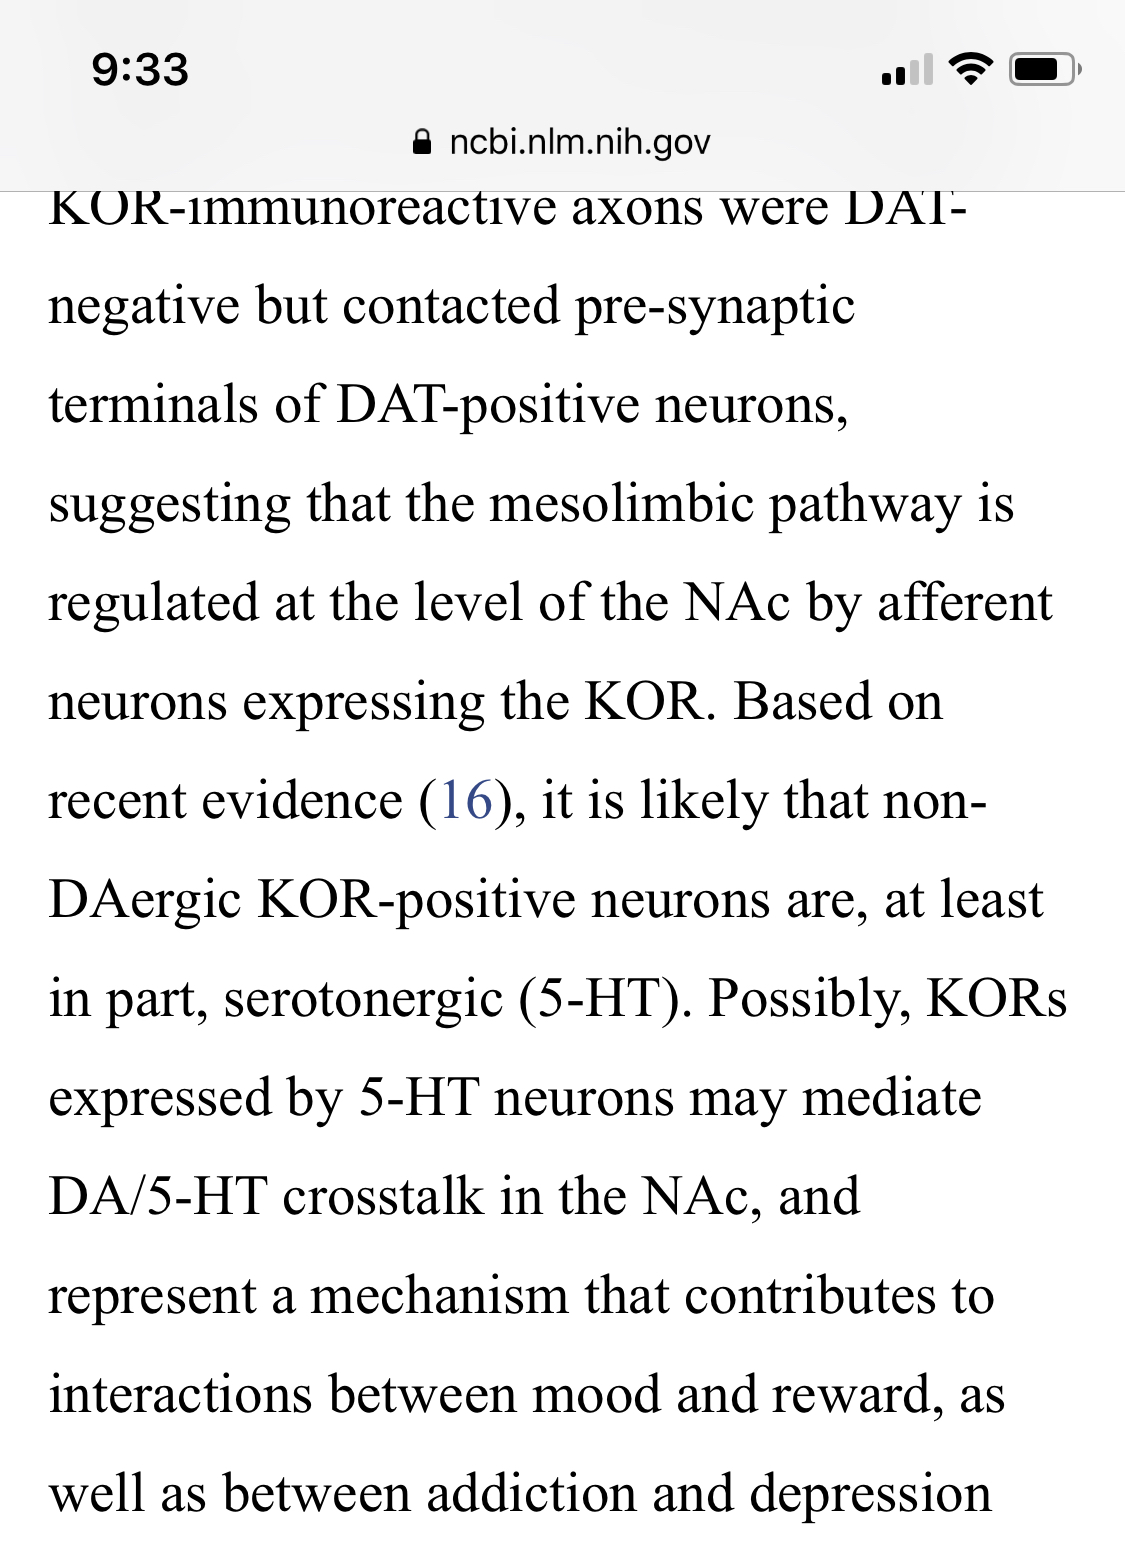 9:33
ncbi.nlm.nih.gov
KOR-immunoreactive axons were DAT-
negative but contacted pre-synaptic
terminals of DAT-positive neurons,
suggesting that the mesolimbic pathway is
regulated at the level of the NAc by afferent
neurons expressing the KOR. Based on
recent evidence (16), it is likely that non-
DAergic KOR-positive neurons are, at least
in part, serotonergic (5-HT). Possibly, KORs
expressed by 5-HT neurons may mediate
DA/5-HT crosstalk in the NAc, and
represent a mechanism that contributes to
interactions between mood and reward, as
well as between addiction and depression